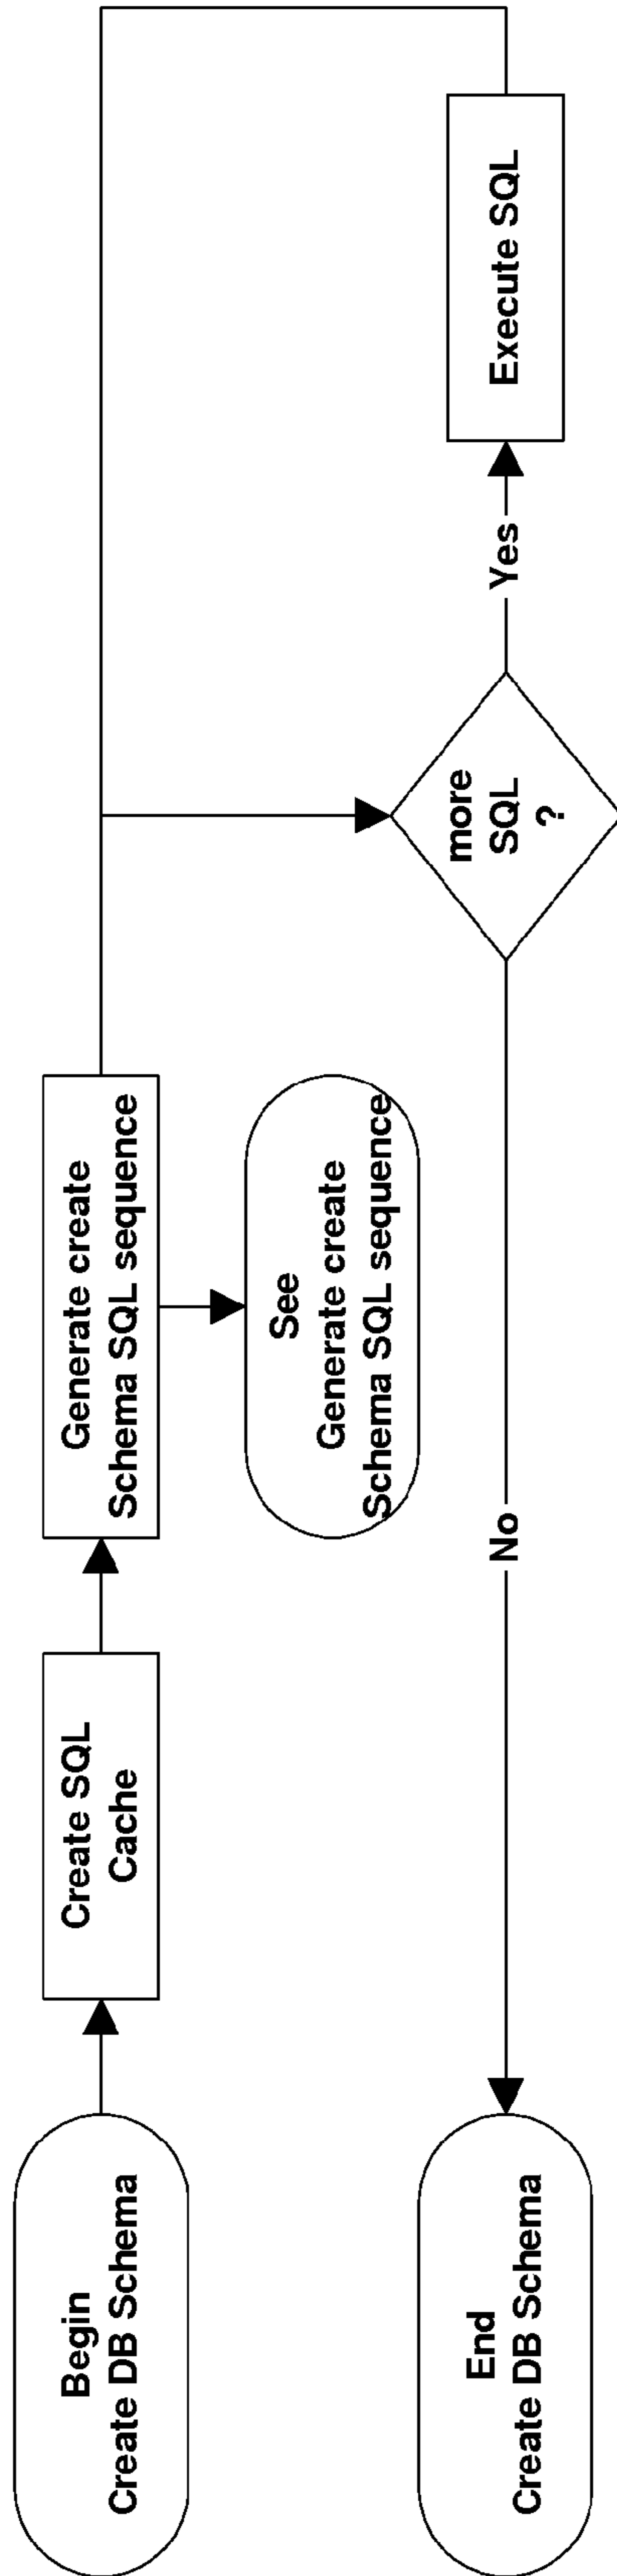 Begin
Create DB Schema
Create SQL
Cache
Generate create
Schema SQL sequence
See
Generate create
Schema SQL sequence
more
SQL
?
Yes
Execute SQL
No
End
Create DB Schema